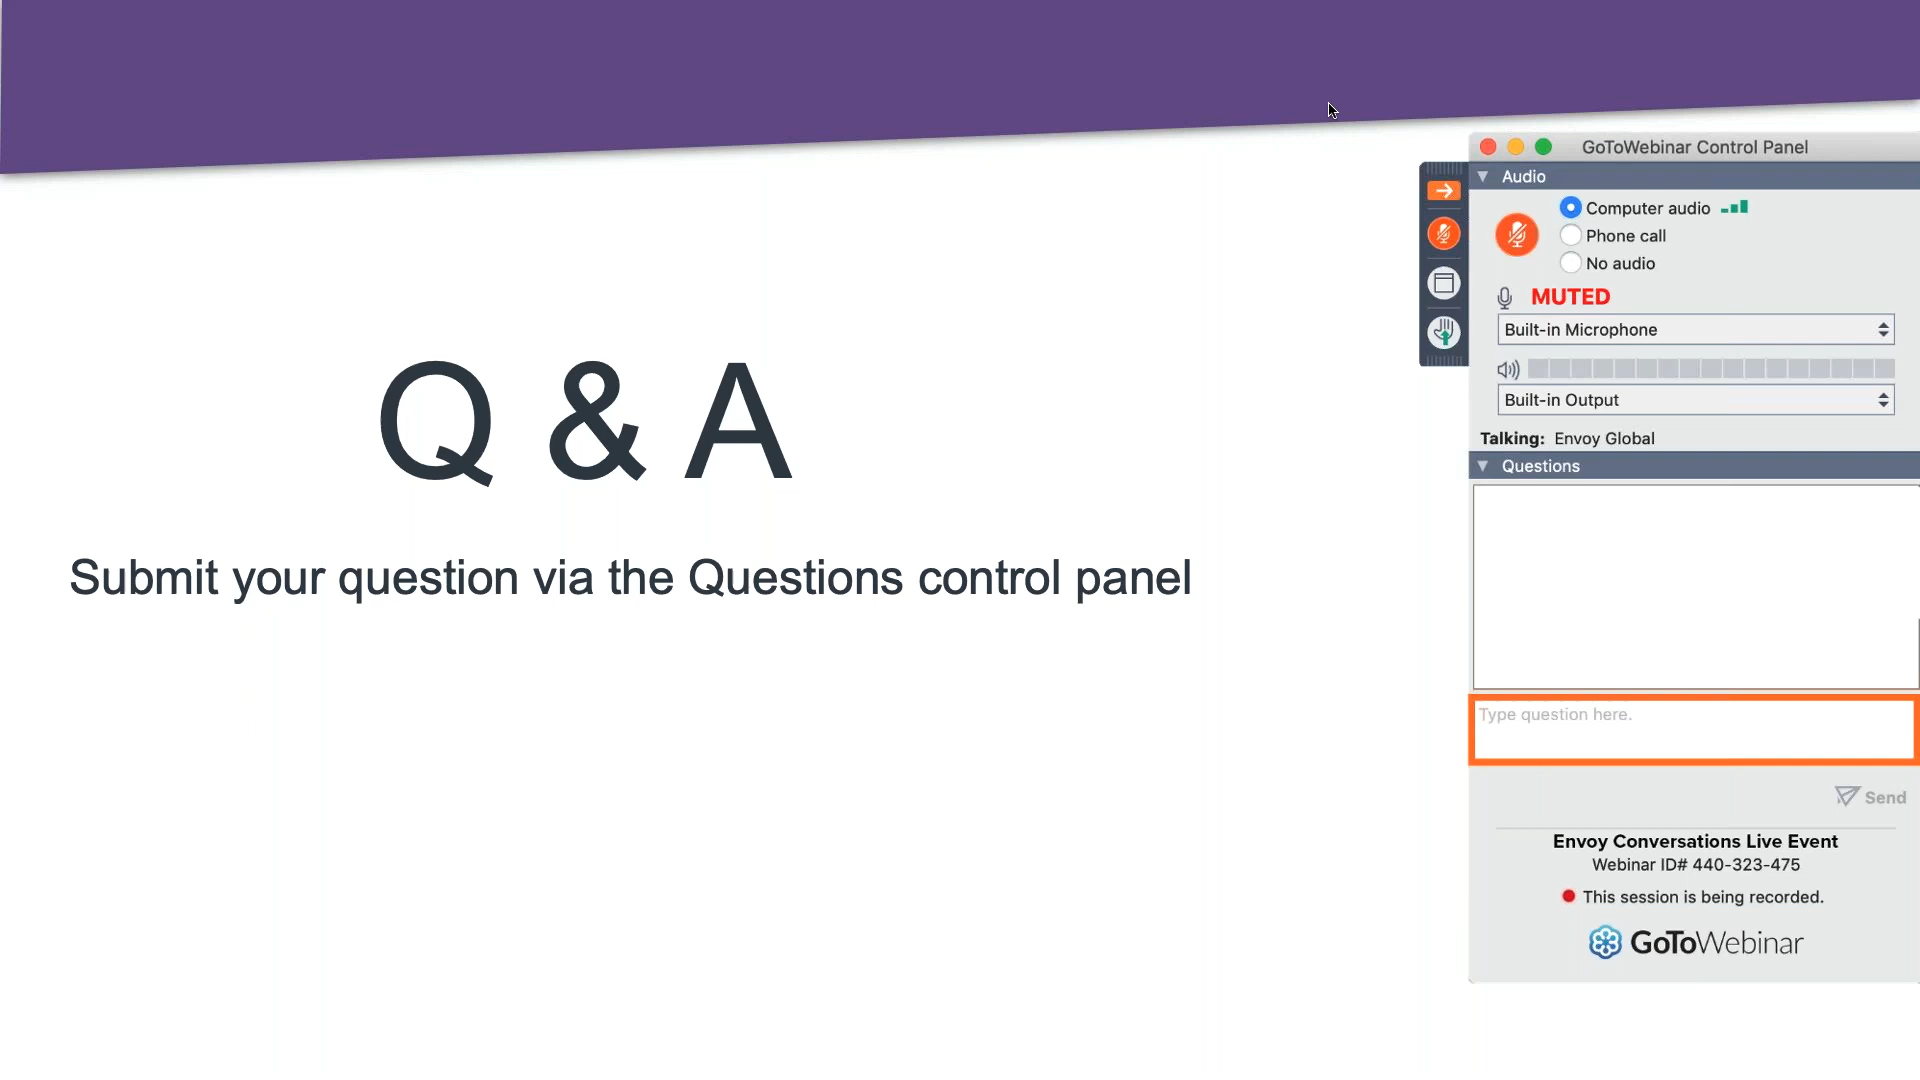 Q & A
Submit your question via the Questions control panel
GoToWebinar Control Panel
Audio
Computer audio
Phone call
No audio
MUTED
Built-in Microphone
Built-in Output
Talking: Envoy Global
Questions
Type question here.
Send
Envoy Conversations Live Event
Webinar ID# 440-323-475
This session is being recorded.
GoToWebinar